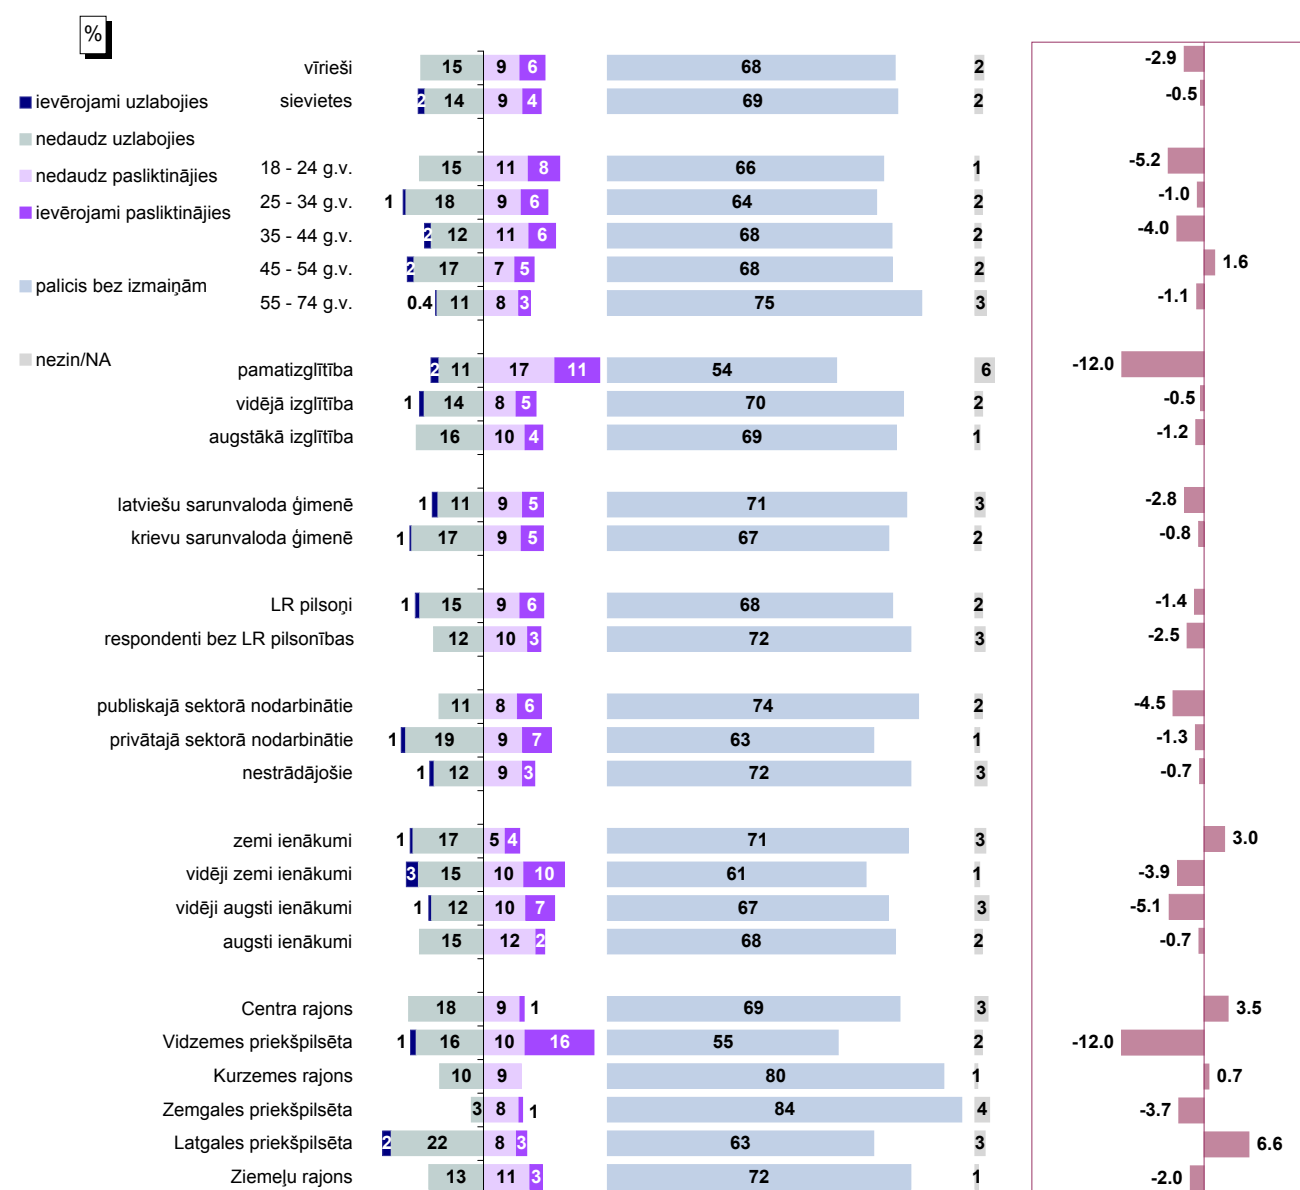 %
ievērojami uzlabojies
nedaudz uzlabojies
nedaudz pasliktinājies
ievērojami pasliktinājies
palicis bez izmaiņām
nezin/NA
vīrieši 15 9 6 68 2 -2.9
sievietes 2 14 9 4 69 2 -0.5
18 - 24 g.v. 15 11 8 66 1 -5.2
25 - 34 g.v. 1 18 9 6 64 2 -1.0
35 - 44 g.v. 2 12 11 6 68 2 -4.0
45 - 54 g.v. 2 17 7 5 68 2 1.6
55 - 74 g.v. 0.4 11 8 3 75 3 -1.1
pamatizglītība 2 11 17 11 54 6 -12.0
vidējā izglītība 1 14 8 5 70 2 -0.5
augstākā izglītība 16 10 4 69 1 -1.2
latviešu sarunvaloda ģimenē 1 11 9 5 71 3 -2.8
krievu sarunvaloda ģimenē 1 17 9 5 67 2 -0.8
LR pilsoņi 1 15 9 6 68 2 -1.4
respondenti bez LR pilsonības 12 10 3 72 3 -2.5
publiskajā sektorā nodarbinātie 11 8 6 74 2 -4.5
privātajā sektorā nodarbinātie 1 19 9 7 63 1 -1.3
nestrādājošie 1 12 9 3 72 3 -0.7
zemi ienākumi 1 17 5 4 71 3 3.0
vidēji zemi ienākumi 3 15 10 10 61 1 -3.9
vidēji augsti ienākumi 1 12 10 7 67 3 -5.1
augsti ienākumi 15 12 2 68 2 -0.7
Centra rajons 18 9 1 69 3 3.5
Vidzemes priekšpilsēta 1 16 10 16 55 2 -12.0
Kurzemes rajons 10 9 80 1 0.7
Zemgales priekšpilsēta 3 8 1 84 4 -3.7
Latgales priekšpilsēta 2 22 8 3 63 3 6.6
Ziemeļu rajons 13 11 3 72 1 -2.0